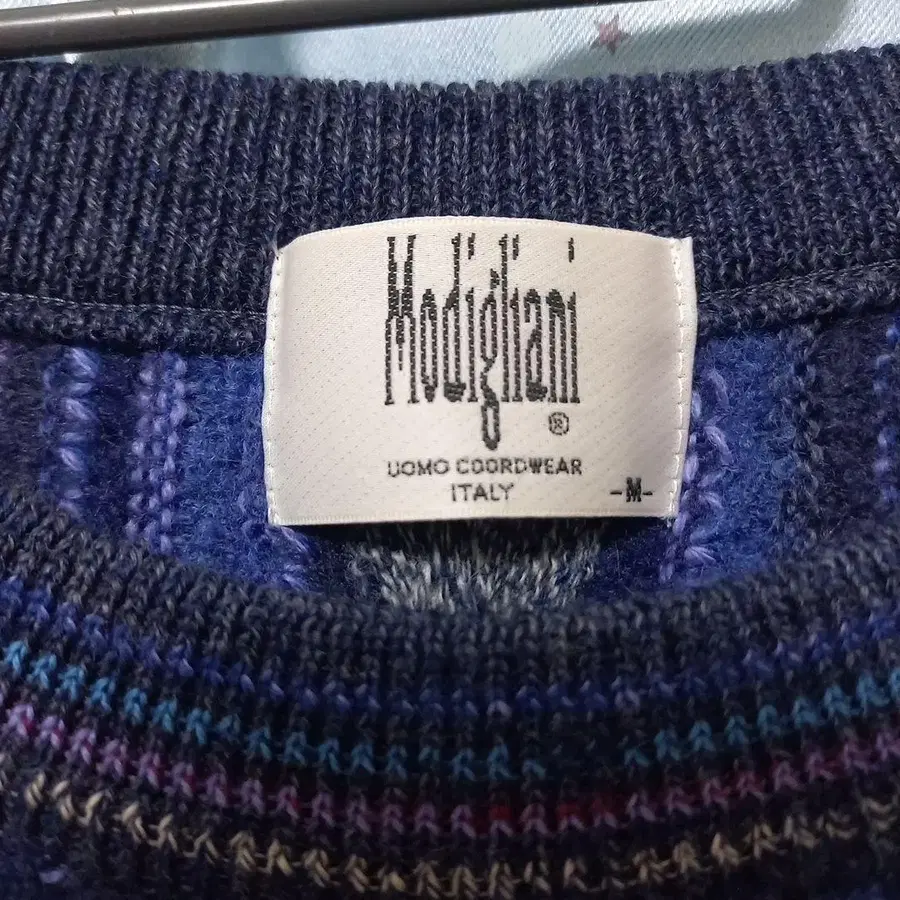 Modigliani
®
UOMO COORDWEAR
ITALY
-M-